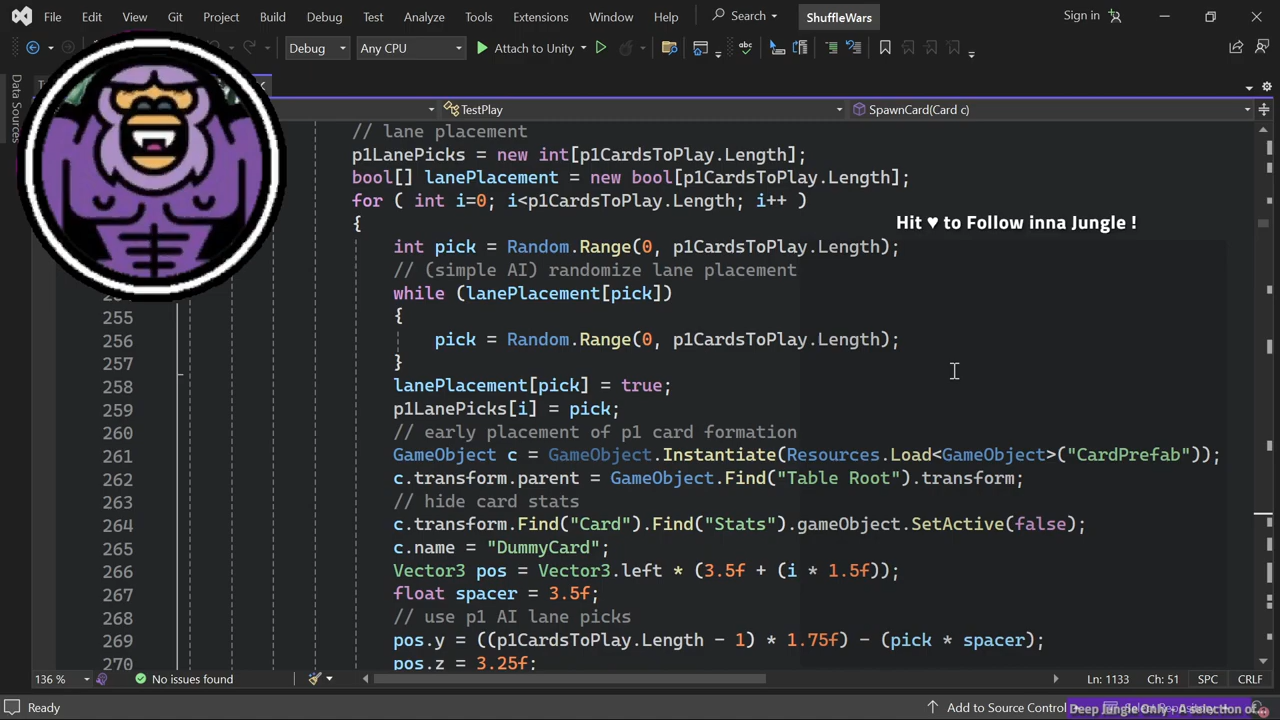 File Edit View Git Project Build Debug Test Analyze Tools Extensions Window Help Search ShuffleWars Sign in
Debug Any CPU Attach to Unity
Data Sources
TestPlay SpawnCard(Card c)
// lane placement
p1LanePicks = new int[p1CardsToPlay.Length];
bool[] lanePlacement = new bool[p1CardsToPlay.Length];
for ( int i=0; i<p1CardsToPlay.Length; i++ )
{
Hit ♥ to Follow inna Jungle !
int pick = Random.Range(0, p1CardsToPlay.Length);
// (simple AI) randomize lane placement
while (lanePlacement[pick])
255 {
256 pick = Random.Range(0, p1CardsToPlay.Length);
257 }
258 lanePlacement[pick] = true;
259 p1LanePicks[i] = pick;
260 // early placement of p1 card formation
261 GameObject c = GameObject.Instantiate(Resources.Load<GameObject>("CardPrefab"));
262 c.transform.parent = GameObject.Find("Table Root").transform;
263 // hide card stats
264 c.transform.Find("Card").Find("Stats").gameObject.SetActive(false);
265 c.name = "DummyCard";
266 Vector3 pos = Vector3.left * (3.5f + (i * 1.5f));
267 float spacer = 3.5f;
268 // use p1 AI lane picks
269 pos.y = ((p1CardsToPlay.Length - 1) * 1.75f) - (pick * spacer);
270 pos.z = 3.25f;
136 % No issues found Ln: 1133 Ch: 51 SPC CRLF
Ready Add to Source Control
Deep Jungle Only - A selection of